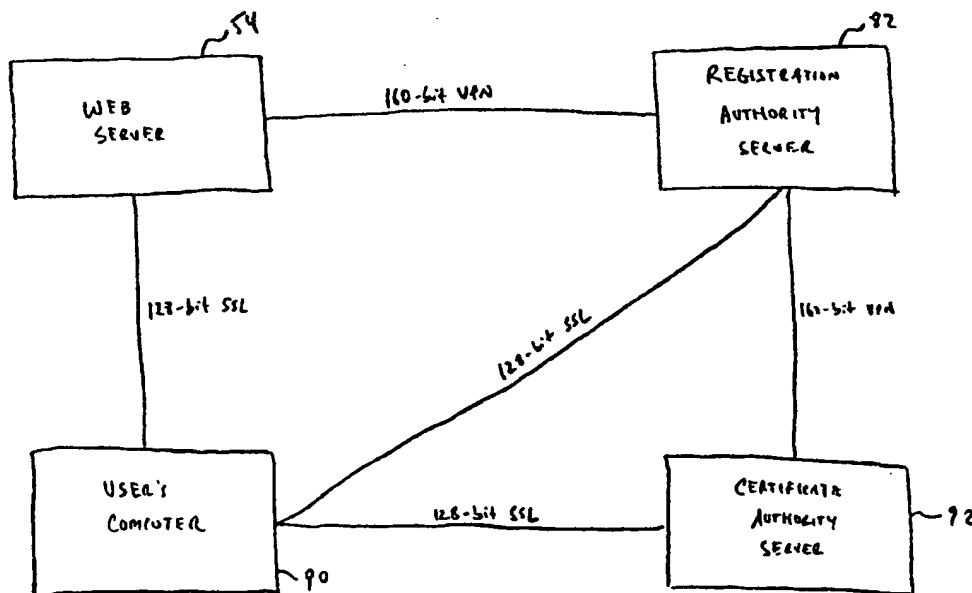 54
82
WEB
SERVER
160-bit VPN
REGISTRATION
AUTHORITY
SERVER
128-bit SSL
128-bit SSL
160-bit VPN
USER'S
COMPUTER
128-bit SSL
CERTIFICATE
AUTHORITY
SERVER
92
90